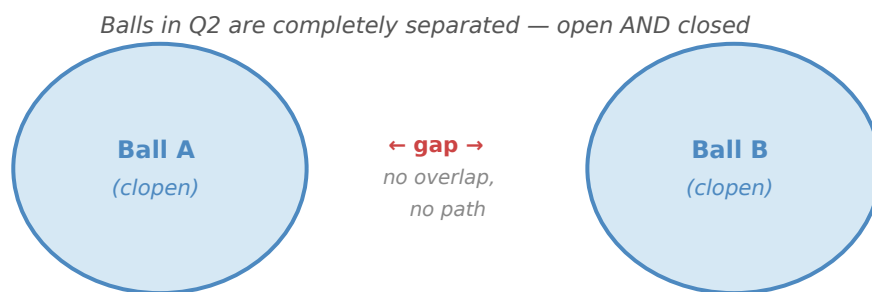 Balls in Q2 are completely separated — open AND closed
Ball A
(clopen)
← gap →
no overlap,
no path
Ball B
(clopen)